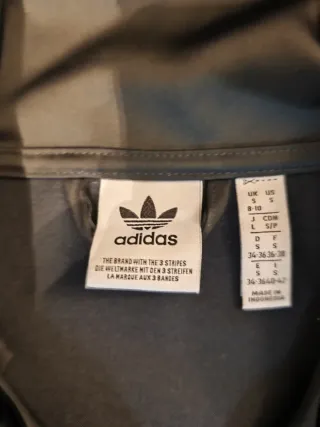 adidas
THE BRAND WITH THE 3 STRIPES
DIE WELTMARKE MIT DEN 3 STREIFEN
LA MARQUE AUX 3 BANDES
UK US
S S
8-10
J CDN
L S/P
D F
S S
34-36 36-38
E I
S S
34-36 40-42
MADE IN
INDONESIA